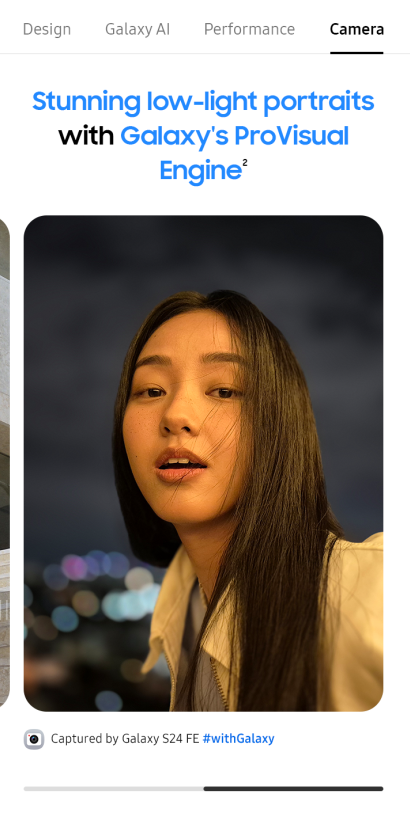 Design Galaxy AI Performance Camera
Stunning low-light portraits
with Galaxy's ProVisual
Engine²
Captured by Galaxy S24 FE #withGalaxy